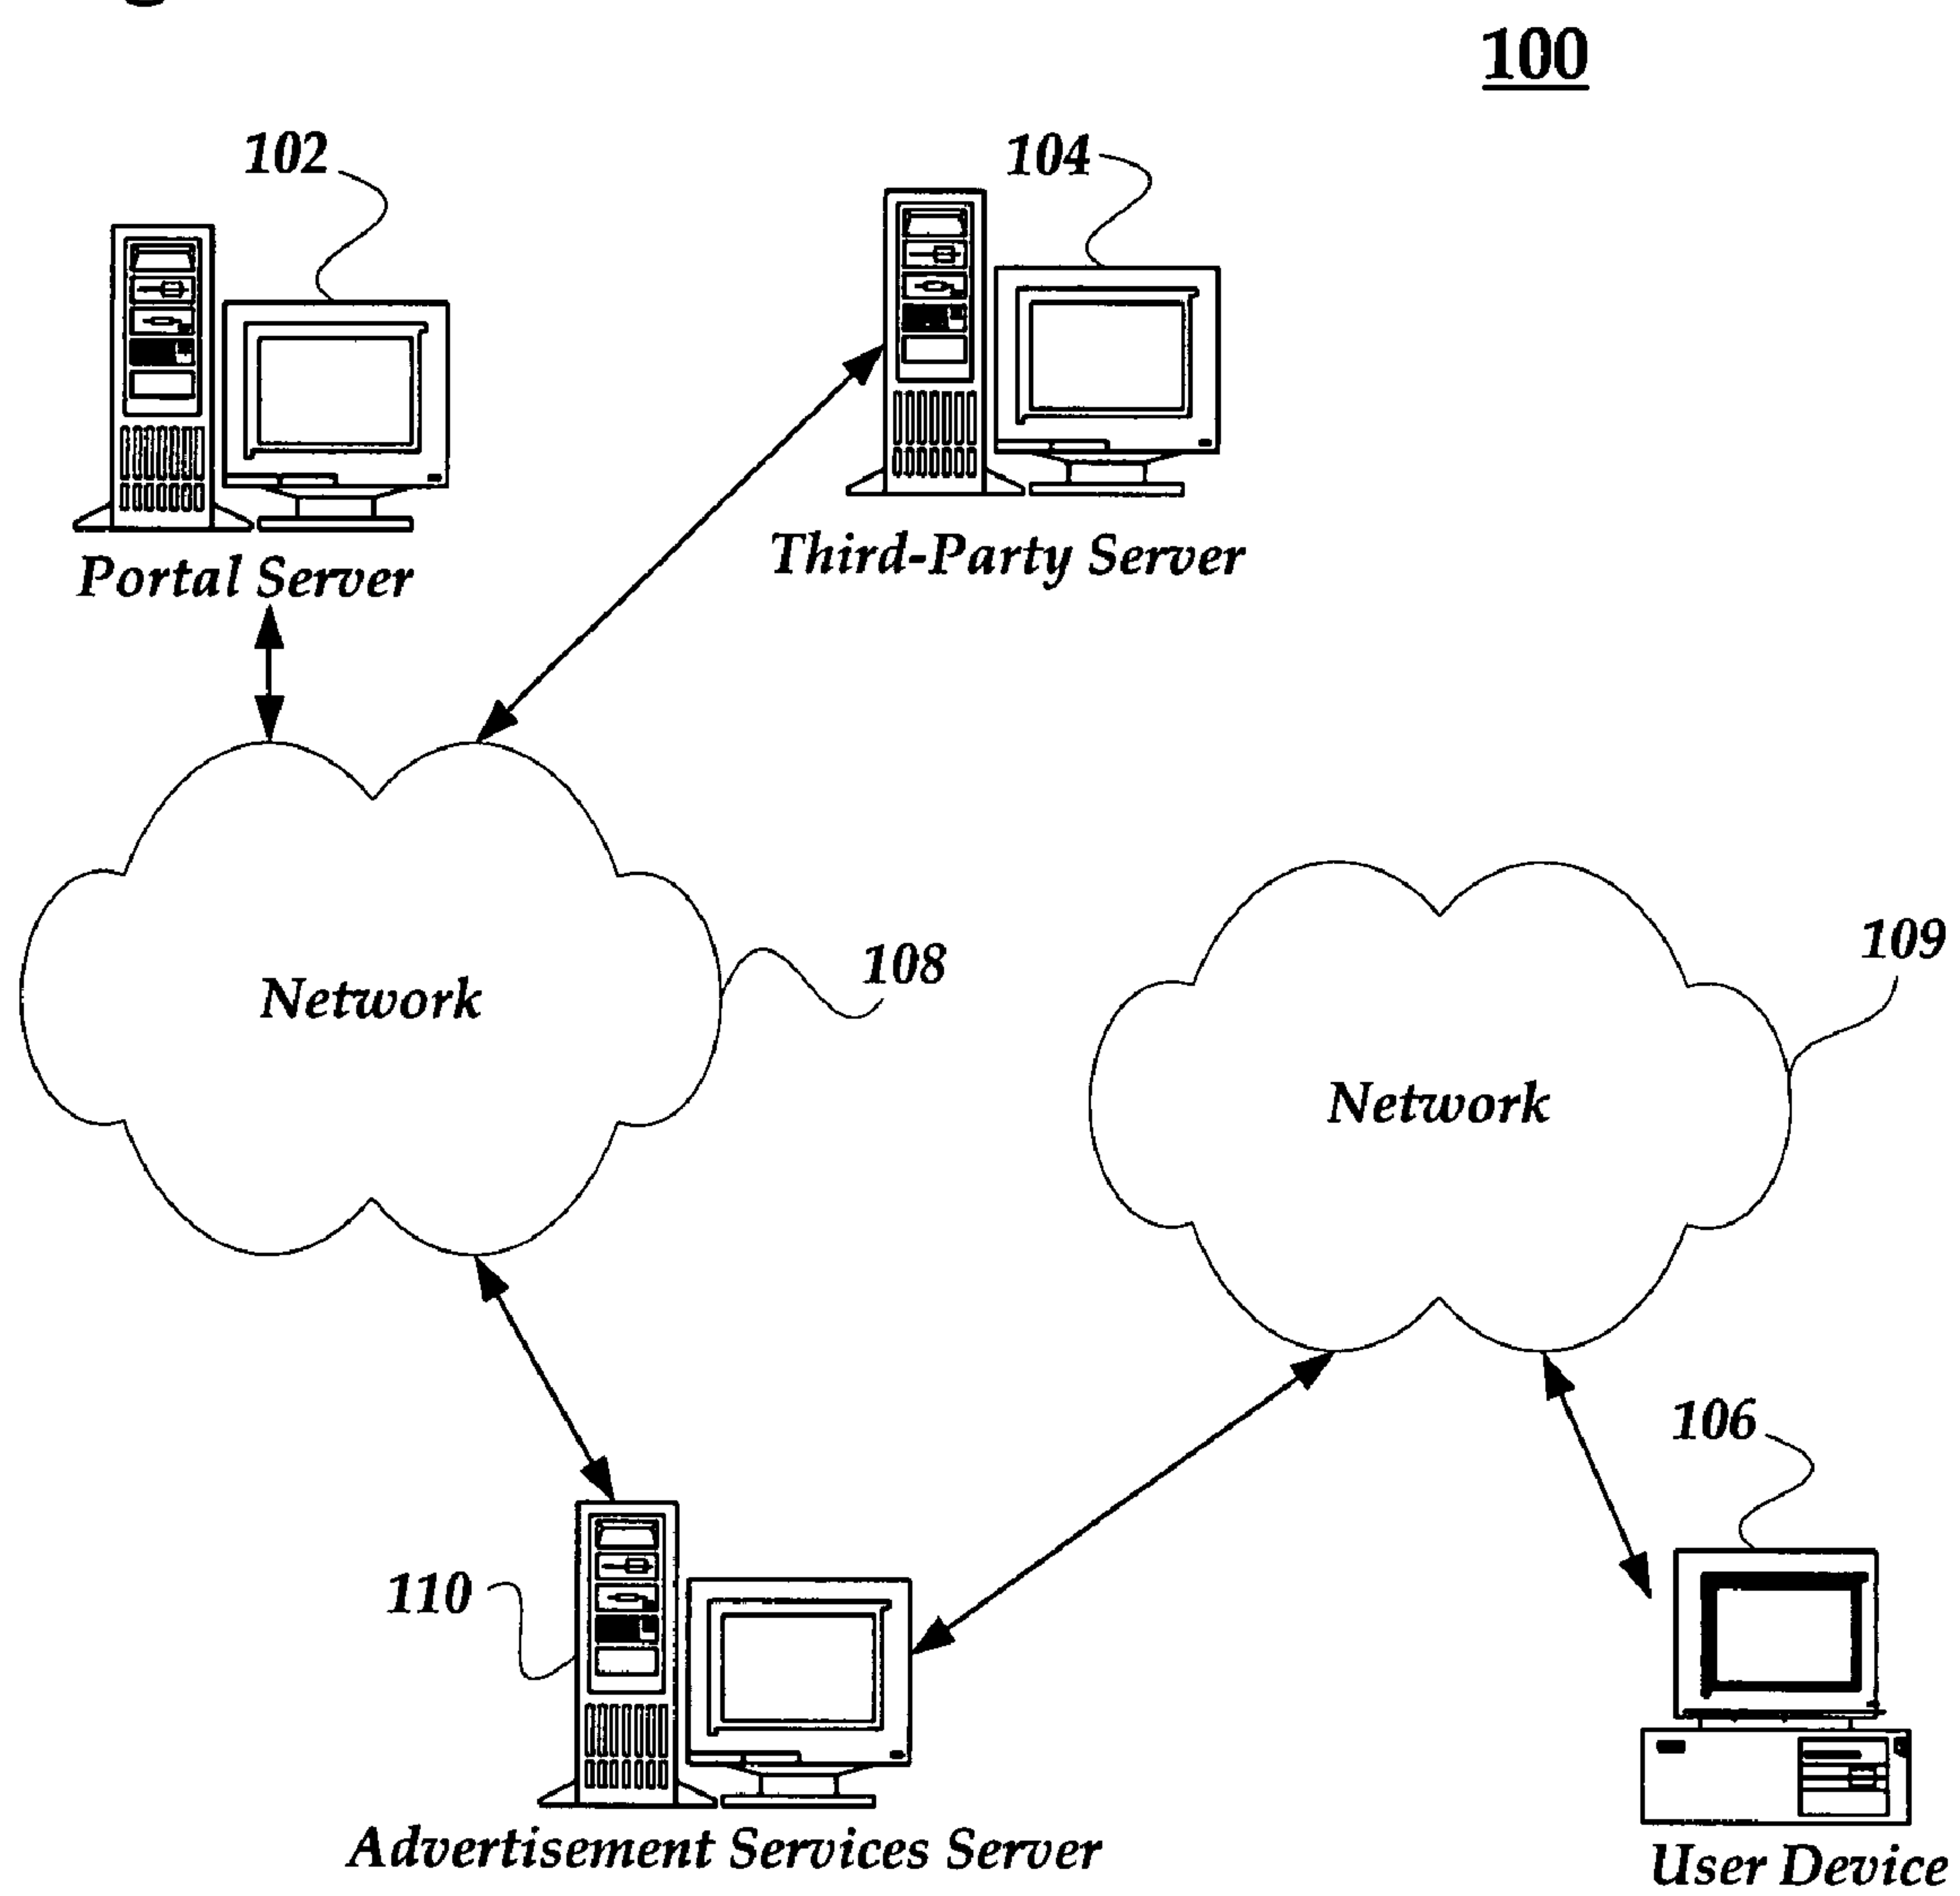 100
102
104
Portal Server
Third-Party Server
Network
108
109
Network
106
110
Advertisement Services Server
User Device